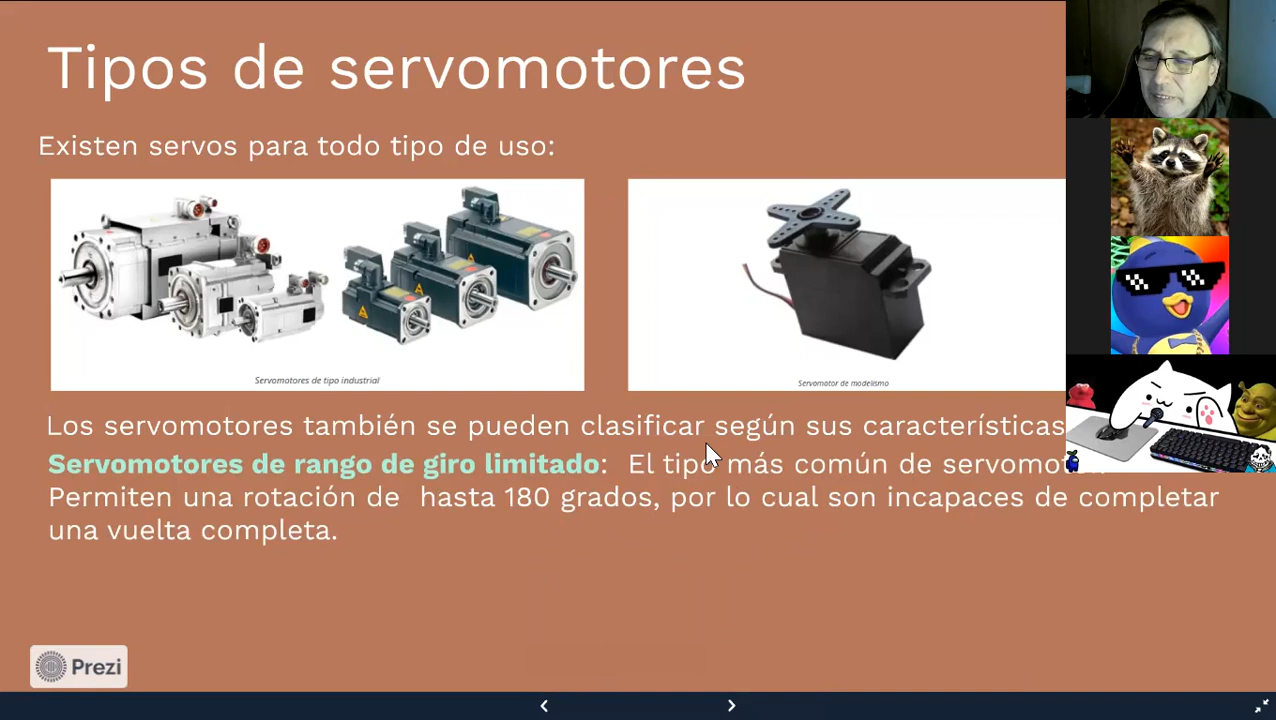 Tipos de servomotores
Existen servos para todo tipo de uso:
Servomotores de tipo industrial
Servomotor de modelismo
Los servomotores también se pueden clasificar según sus características
Servomotores de rango de giro limitado: El tipo más común de
Permiten una rotación de hasta 180 grados, por lo cual son incapaces de completar
una vuelta completa.
Prezi